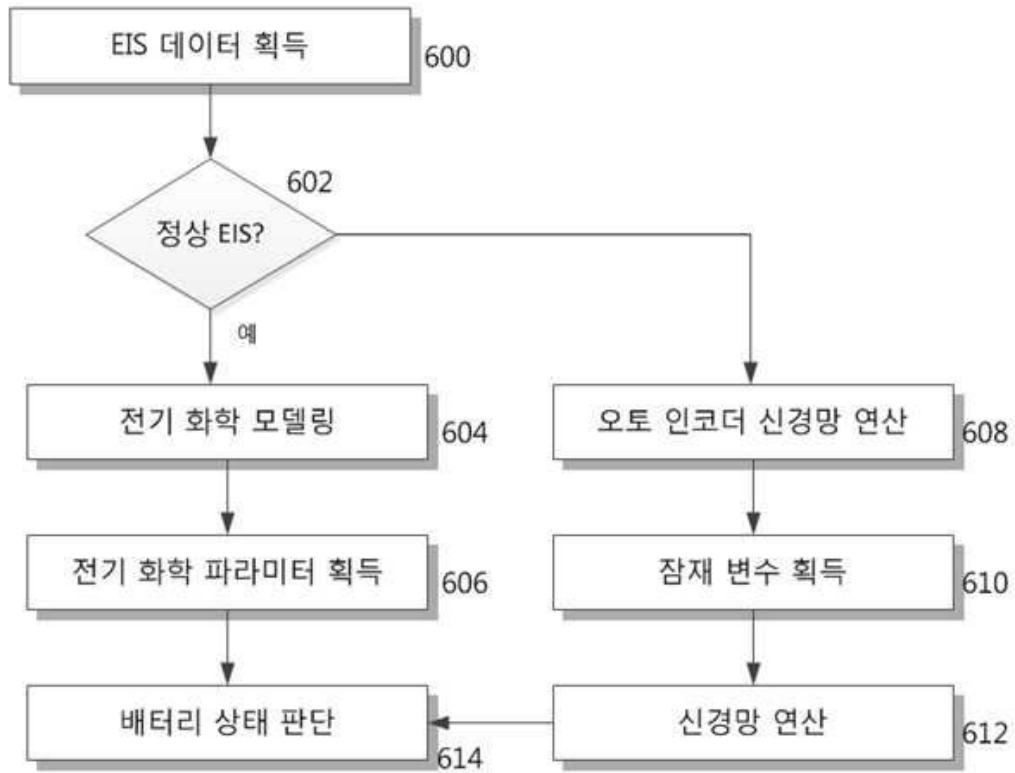 EIS 데이터 획득
600
602
정상 EIS?
예
전기 화학 모델링
604
오토 인코더 신경망 연산
608
전기 화학 파라미터 획득
606
잠재 변수 획득
610
배터리 상태 판단
614
신경망 연산
612